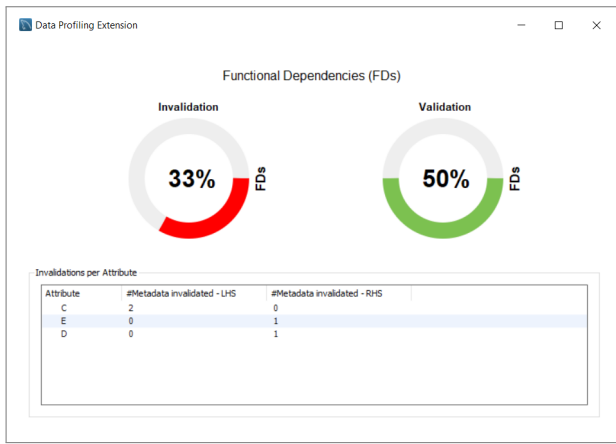 Data Profiling Extension
Functional Dependencies (FDs)
Invalidation
Validation
33%
FDs
50%
FDs
Invalidations per Attribute
Attribute #Metadata invalidated - LHS #Metadata invalidated - RHS
C 2 0
E 0 1
D 0 1